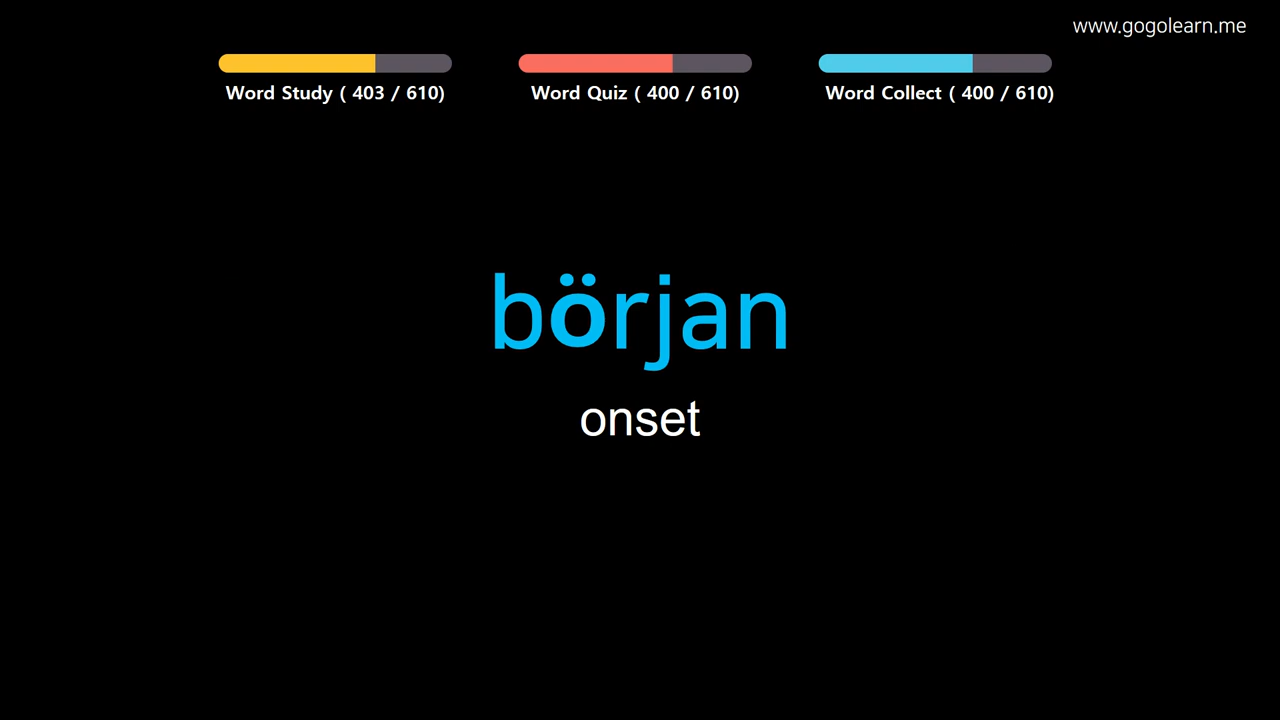 www.gogolearn.me
Word Study ( 403 / 610)
Word Quiz ( 400 / 610)
Word Collect ( 400 / 610)
början
onset